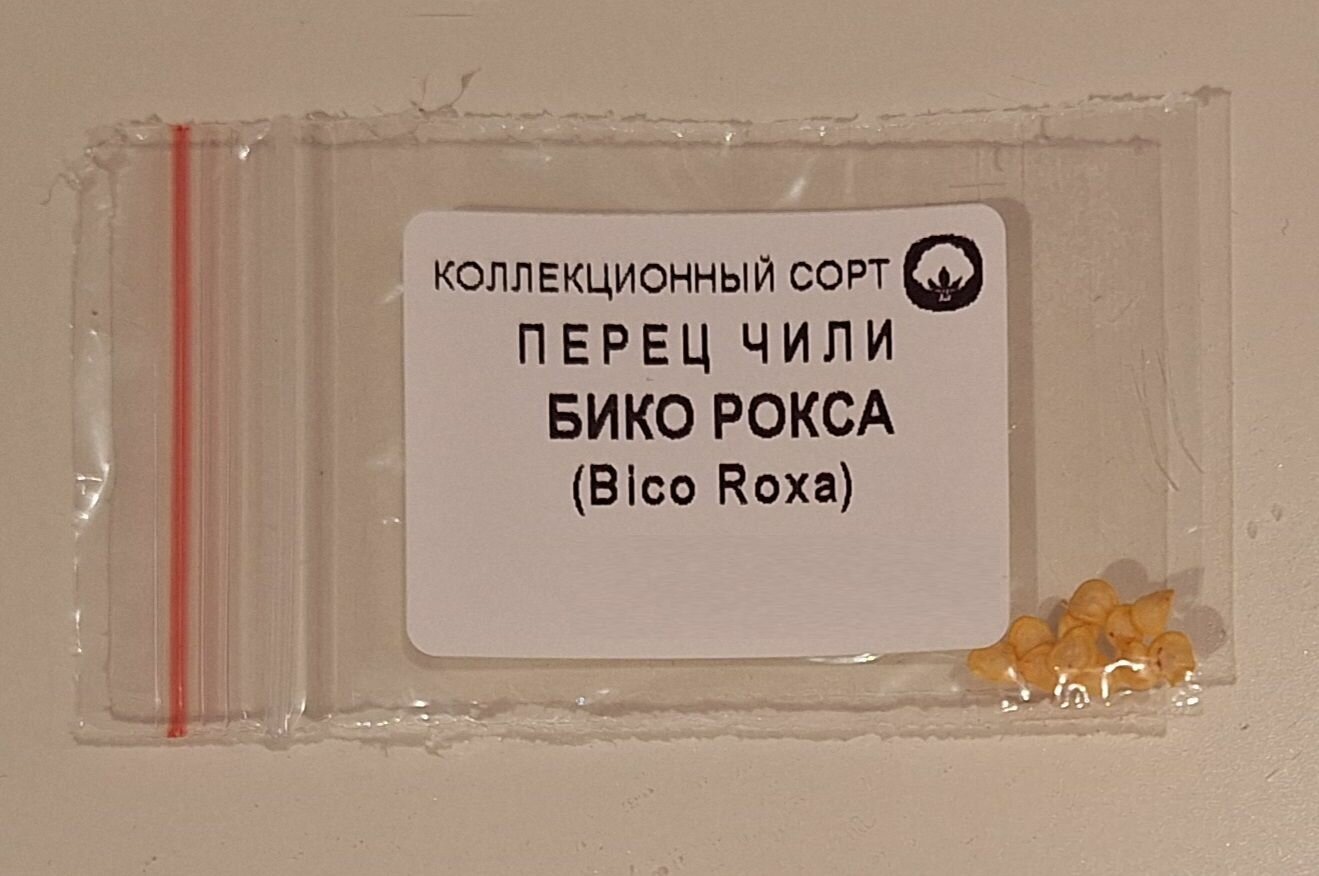 КОЛЛЕКЦИОННЫЙ СОРТ
ПЕРЕЦ ЧИЛИ
БИКО РОКСА
(Bico Roxa)